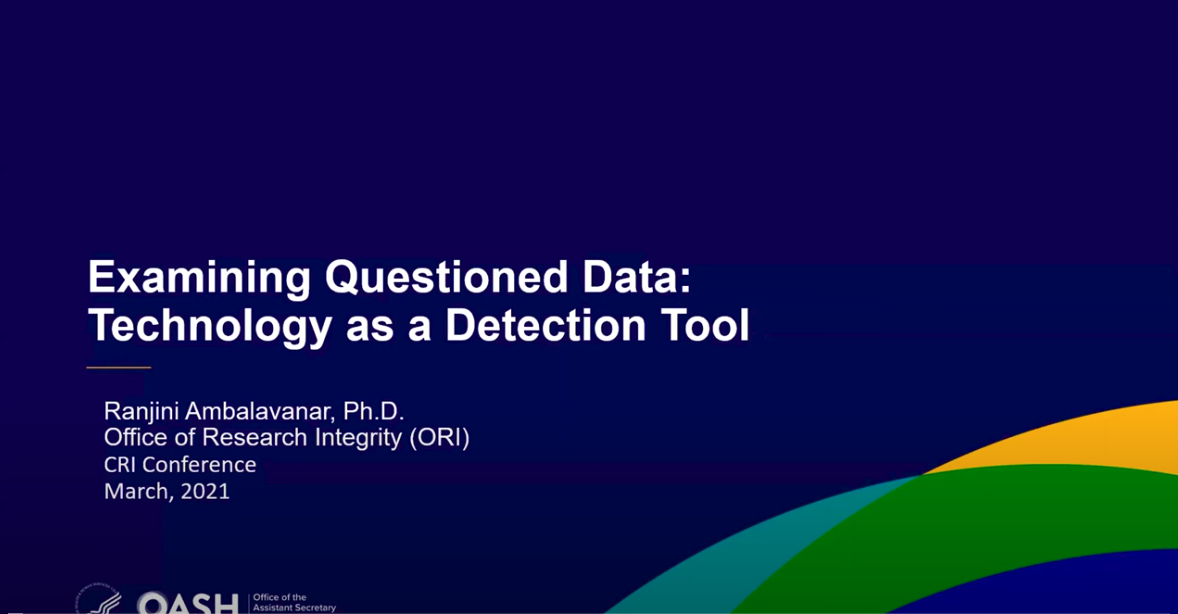 Examining Questioned Data:
Technology as a Detection Tool
Ranjini Ambalavanar, Ph.D.
Office of Research Integrity (ORI)
CRI Conference
March, 2021
OASH
Office of the
Assistant Secretary